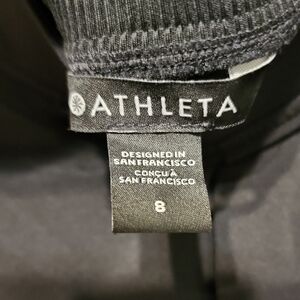 ATHLETA
DESIGNED IN
SAN FRANCISCO
CONÇU À
SAN FRANCISCO
8